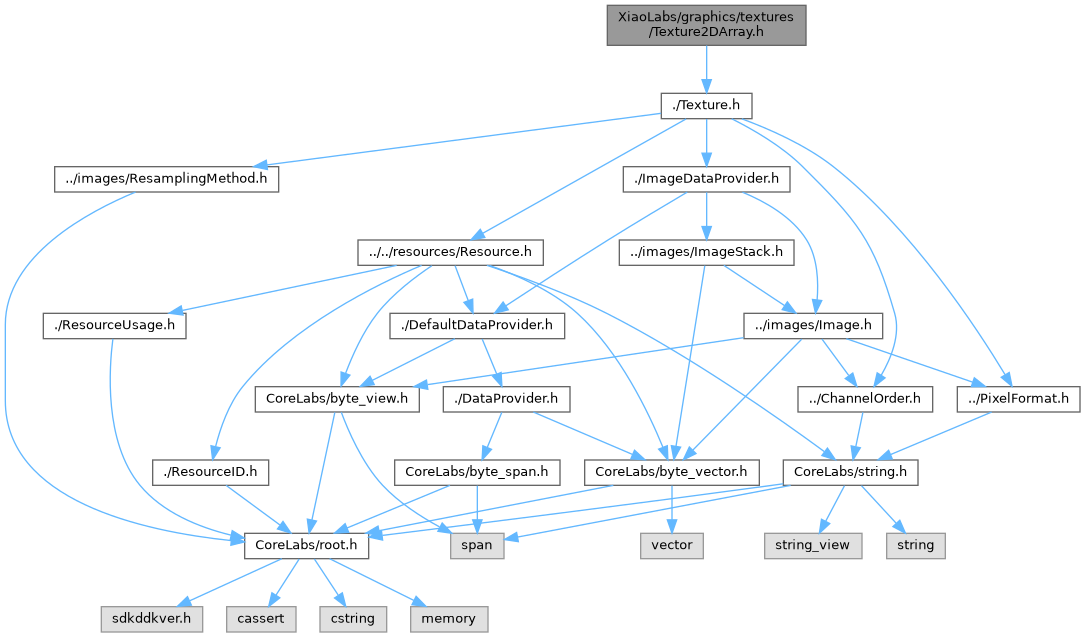 XiaoLabs/graphics/textures
/Texture2DArray.h
./Texture.h
../images/ResamplingMethod.h
./ImageDataProvider.h
../../resources/Resource.h
../images/ImageStack.h
./ResourceUsage.h
./DefaultDataProvider.h
../images/Image.h
CoreLabs/byte_view.h
./DataProvider.h
../ChannelOrder.h
../PixelFormat.h
./ResourceID.h
CoreLabs/byte_span.h
CoreLabs/byte_vector.h
CoreLabs/string.h
CoreLabs/root.h
span
vector
string_view
string
sdkddkver.h
cassert
cstring
memory